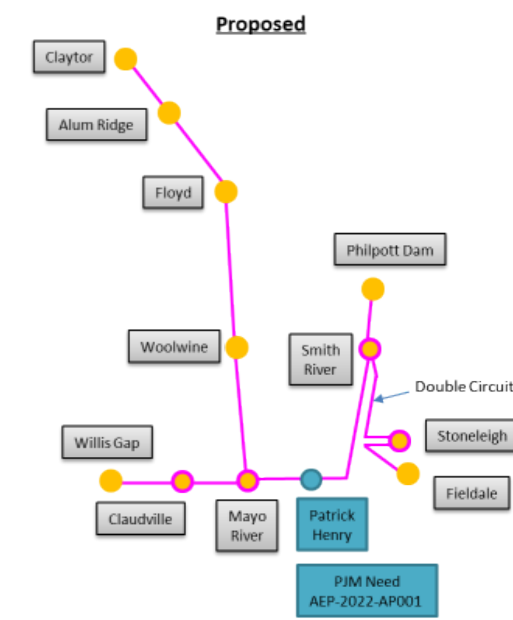 Proposed
Claytor
Alum Ridge
Floyd
Philpott Dam
Woolwine
Smith
River
Double Circuit
Willis Gap
Stoneleigh
Fieldale
Claudville
Mayo
River
Patrick
Henry
PJM Need
AEP-2022-AP001